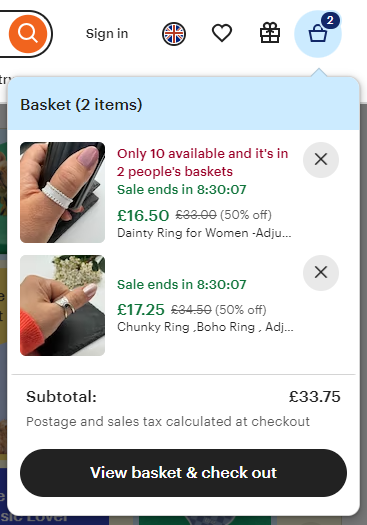 Sign in
2
Basket (2 items)
Only 10 available and it's in
2 people's baskets
Sale ends in 8:30:07
£16.50 £33.00 (50% off)
Dainty Ring for Women -Adju...
Sale ends in 8:30:07
£17.25 £34.50 (50% off)
Chunky Ring ,Boho Ring , Adj...
Subtotal: £33.75
Postage and sales tax calculated at checkout
View basket & check out